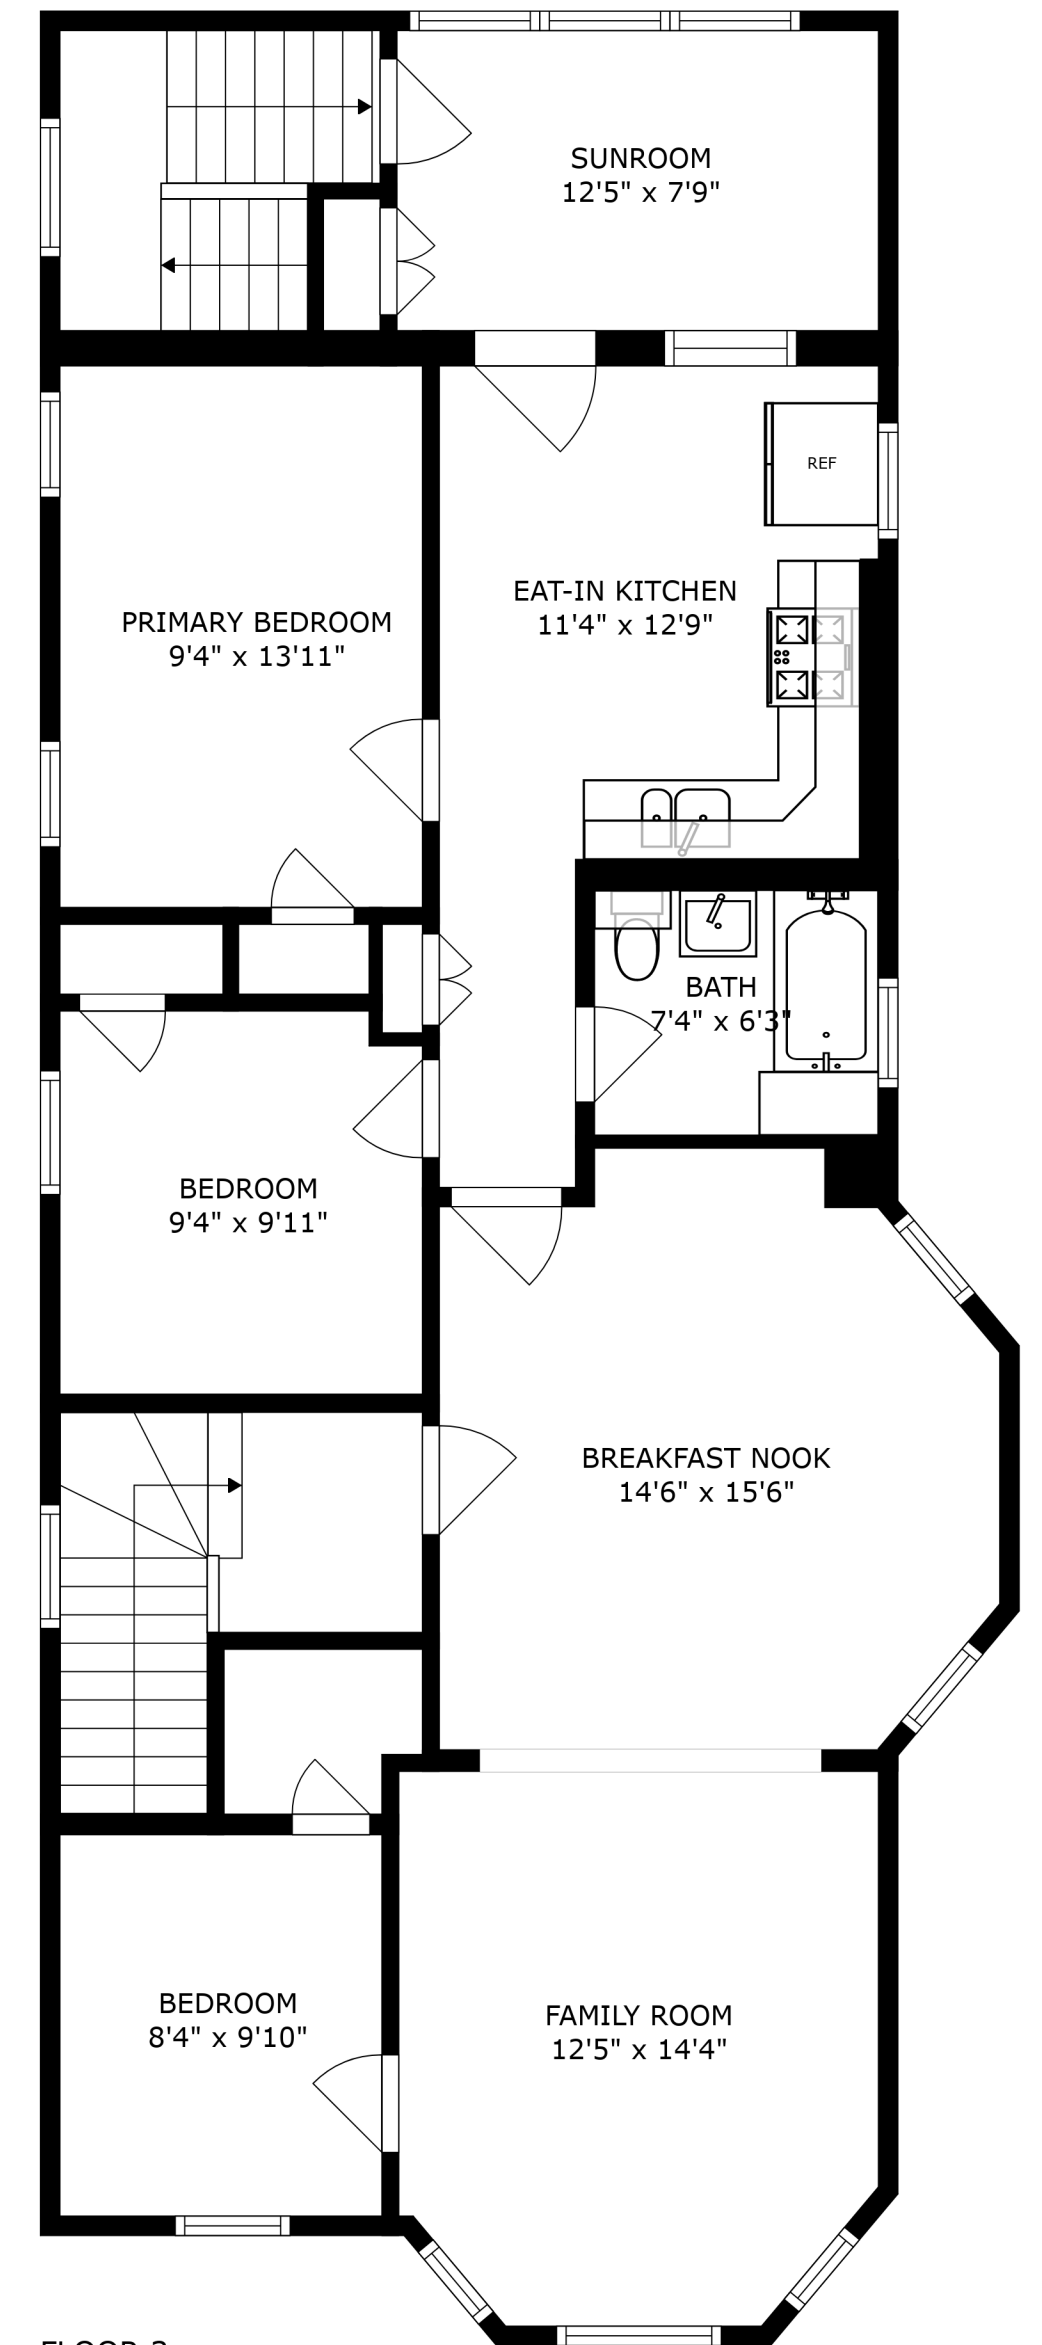 SUNROOM
12'5" x 7'9"
REF
EAT-IN KITCHEN
11'4" x 12'9"
PRIMARY BEDROOM
9'4" x 13'11"
BATH
7'4" x 6'3"
BEDROOM
9'4" x 9'11"
BREAKFAST NOOK
14'6" x 15'6"
BEDROOM
8'4" x 9'10"
FAMILY ROOM
12'5" x 14'4"
FLOOR